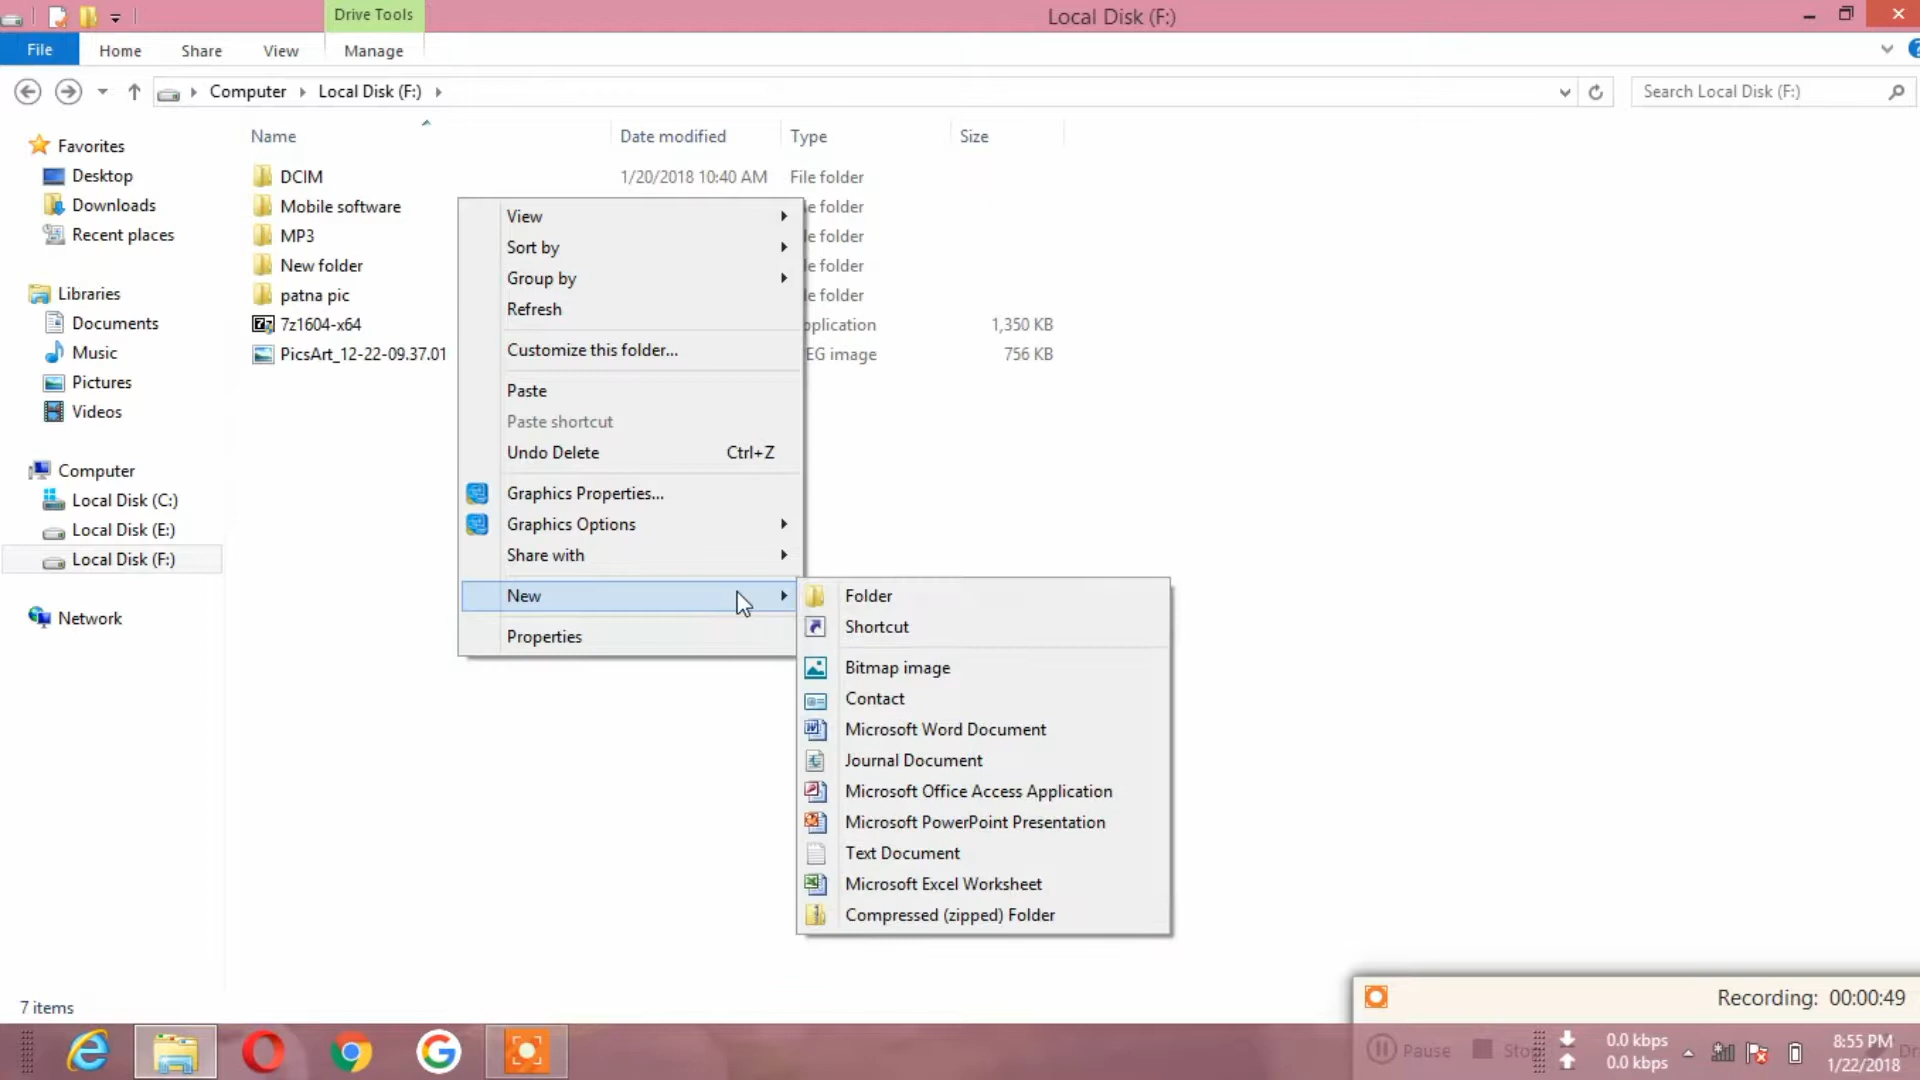 Drive Tools
Local Disk (F:)
File Home Share View Manage
Computer Local Disk (F:)
Search Local Disk (F:)
Name Date modified Type Size
Favorites
Desktop
Downloads
Recent places
Libraries
Documents
Music
Pictures
Videos
Computer
Local Disk (C:)
Local Disk (E:)
Local Disk (F:)
Network
DCIM 1/20/2018 10:40 AM File folder
Mobile software folder
MP3 folder
New folder folder
patna pic folder
7z1604-x64 1,350 KB
PicsArt_12-22-09.37.01 image 756 KB
View
Sort by
Group by
Refresh
Customize this folder...
Paste
Paste shortcut
Undo Delete Ctrl+Z
Graphics Properties...
Graphics Options
Share with
New
Properties
Folder
Shortcut
Bitmap image
Contact
Microsoft Word Document
Journal Document
Microsoft Office Access Application
Microsoft PowerPoint Presentation
Text Document
Microsoft Excel Worksheet
Compressed (zipped) Folder
7 items
Recording: 00:00:49
Pause
0.0 kbps
0.0 kbps
8:55 PM
1/22/2018